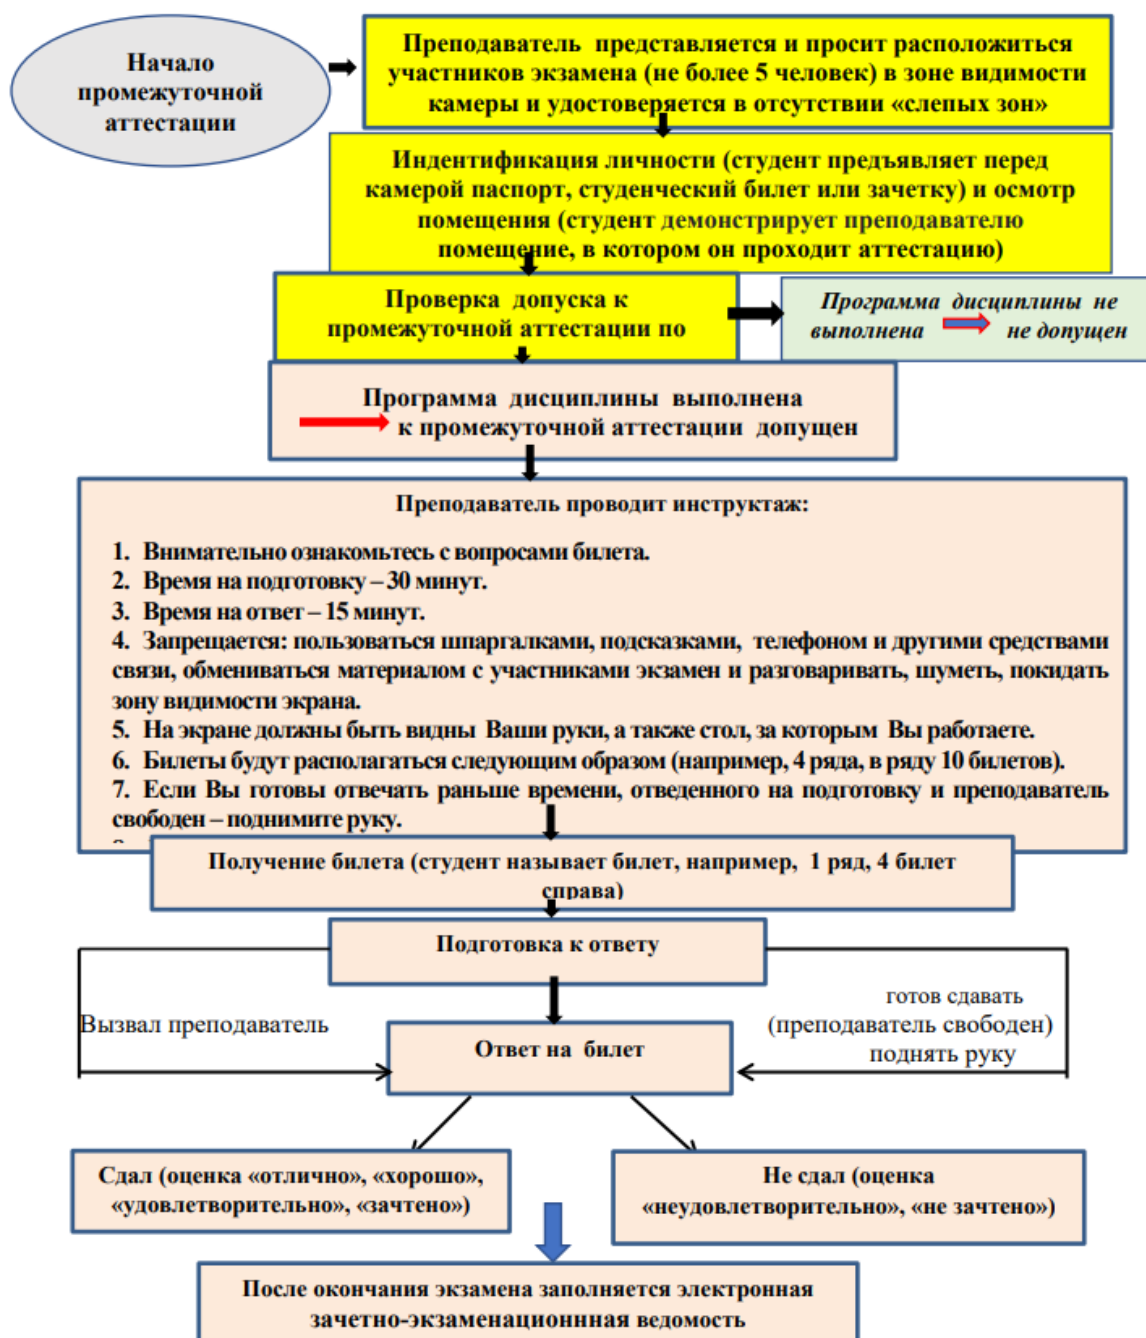 Начало
промежуточной
аттестации
Преподаватель представляется и просит расположиться
участников экзамена (не более 5 человек) в зоне видимости
камеры и удостоверяется в отсутствии «слепых зон»
Индентификация личности (студент предъявляет перед
камерой паспорт, студенческий билет или зачетку) и осмотр
помещения (студент демонстрирует преподавателю
помещение, в котором он проходит аттестацию)
Проверка допуска к
промежуточной аттестации по
Программа дисциплины не
выполнена не допущен
Программа дисциплины выполнена
к промежуточной аттестации допущен
Преподаватель проводит инструктаж:
1. Внимательно ознакомьтесь с вопросами билета.
2. Время на подготовку – 30 минут.
3. Время на ответ – 15 минут.
4. Запрещается: пользоваться шпаргалками, подсказками, телефоном и другими средствами
связи, обмениваться материалом с участниками экзамен и разговаривать, шуметь, покидать
зону видимости экрана.
5. На экране должны быть видны Ваши руки, а также стол, за которым Вы работаете.
6. Билеты будут располагаться следующим образом (например, 4 ряда, в ряду 10 билетов).
7. Если Вы готовы отвечать раньше времени, отведенного на подготовку и преподаватель
свободен – поднимите руку.
Получение билета (студент называет билет, например, 1 ряд, 4 билет
справа)
Подготовка к ответу
Вызвал преподаватель
готов сдавать
(преподаватель свободен)
поднять руку
Ответ на билет
Сдал (оценка «отлично», «хорошо»,
«удовлетворительно», «зачтено»)
Не сдал (оценка
«неудовлетворительно», «не зачтено»)
После окончания экзамена заполняется электронная
зачетно-экзаменационнная ведомость